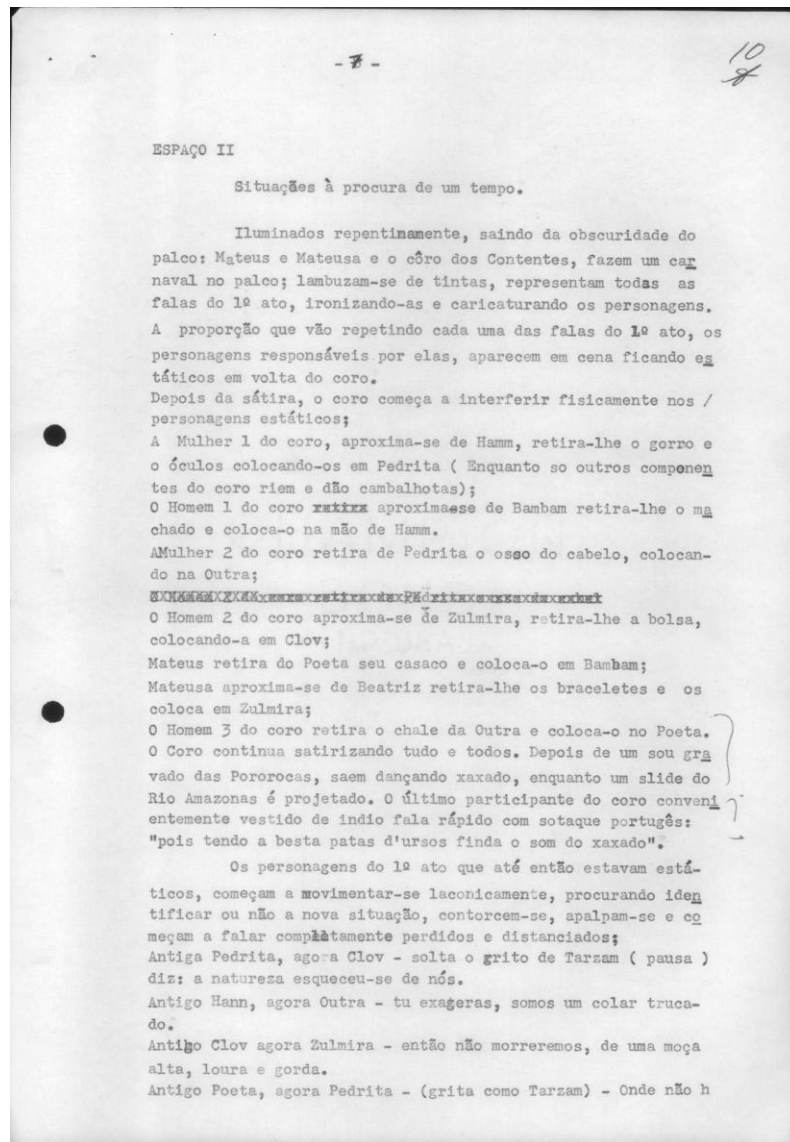 - 7 -
10
ESPAÇO II
Situações à procura de um tempo.
Iluminados repentinamente, saindo da obscuridade do
palco: Mateus e Mateusa e o côro dos Contentes, fazem um car
naval no palco; lambuzam-se de tintas, representam todas as
falas do 1º ato, ironizando-as e caricaturando os personagens.
A proporção que vão repetindo cada uma das falas do 1º ato, os
personagens responsáveis por elas, aparecem em cena ficando es
táticos em volta do coro.
Depois da sátira, o coro começa a interferir fisicamente nos /
personagens estáticos;
A Mulher 1 do coro, aproxima-se de Hamm, retira-lhe o gorro e
o óculos colocando-os em Pedrita ( Enquanto so outros componen
tes do coro riem e dão cambalhotas);
O Homem 1 do coro aproximaese de Bambam retira-lhe o ma
chado e coloca-o na mão de Hamm.
AMulher 2 do coro retira de Pedrita o osso do cabelo, colocan-
do na Outra;
O Homem 2 do coro aproxima-se de Zulmira, retira-lhe a bolsa,
colocando-a em Clov;
Mateus retira do Poeta seu casaco e coloca-o em Bambam;
Mateusa aproxima-se de Beatriz retira-lhe os braceletes e os
coloca em Zulmira;
O Homem 3 do coro retira o chale da Outra e coloca-o no Poeta.
O Coro continua satirizando tudo e todos. Depois de um sou gra
vado das Pororocas, saem dançando xaxado, enquanto um slide do
Rio Amazonas é projetado. O último participante do coro conveni
entemente vestido de indio fala rápido com sotaque portugês:
"pois tendo a besta patas d'ursos finda o som do xaxado".
Os personagens do 1º ato que até então estavam está-
ticos, começam a movimentar-se laconicamente, procurando iden
tificar ou não a nova situação, contorcem-se, apalpam-se e co
meçam a falar completamente perdidos e distanciados;
Antiga Pedrita, agora Clov - solta o grito de Tarzam ( pausa )
diz: a natureza esqueceu-se de nós.
Antigo Hann, agora Outra - tu exageras, somos um colar truca-
do.
Antigo Clov agora Zulmira - então não morreremos, de uma moça
alta, loura e gorda.
Antigo Poeta, agora Pedrita - (grita como Tarzam) - Onde não h